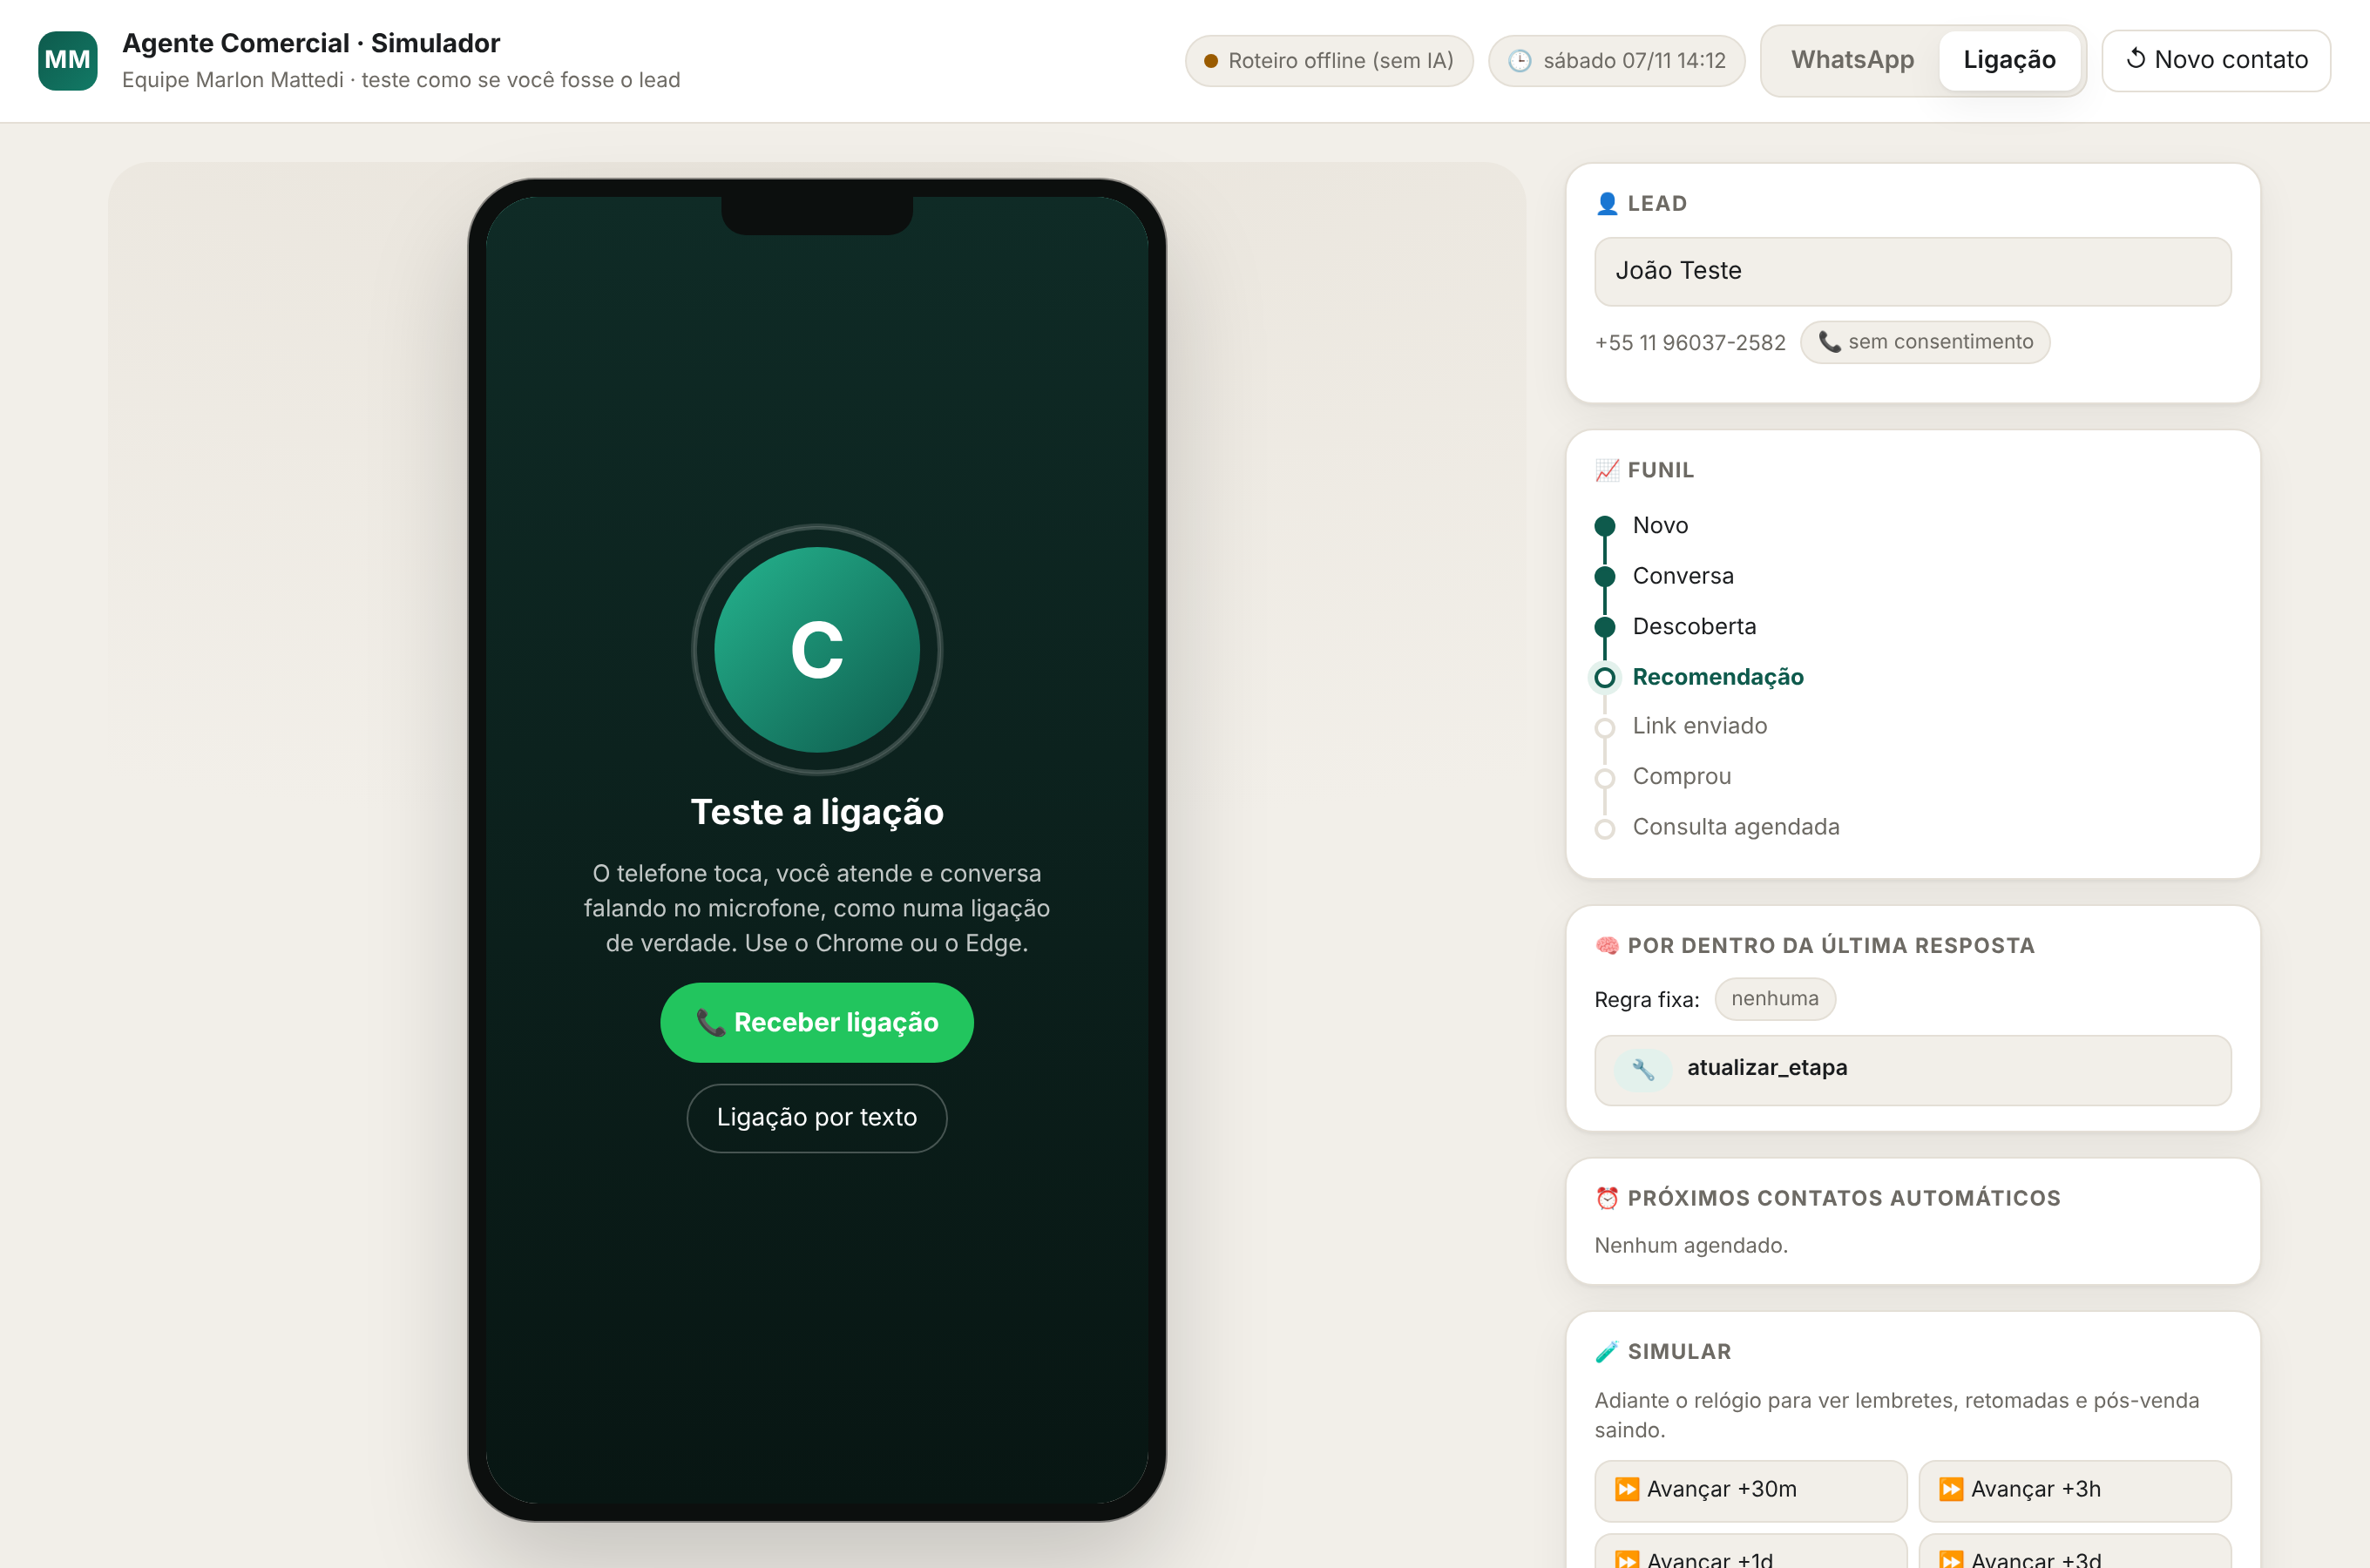 MM
Agente Comercial · Simulador
Equipe Marlon Mattedi · teste como se você fosse o lead
Roteiro offline (sem IA)
sábado 07/11 14:12
WhatsApp
Ligação
Novo contato
C
Teste a ligação
O telefone toca, você atende e conversa
falando no microfone, como numa ligação
de verdade. Use o Chrome ou o Edge.
Receber ligação
Ligação por texto
LEAD
João Teste
+55 11 96037-2582
sem consentimento
FUNIL
Novo
Conversa
Descoberta
Recomendação
Link enviado
Comprou
Consulta agendada
POR DENTRO DA ÚLTIMA RESPOSTA
Regra fixa: nenhuma
atualizar_etapa
PRÓXIMOS CONTATOS AUTOMÁTICOS
Nenhum agendado.
SIMULAR
Adiante o relógio para ver lembretes, retomadas e pós-venda
saindo.
Avançar +30m
Avançar +3h
Avançar +1d
Avançar +3d